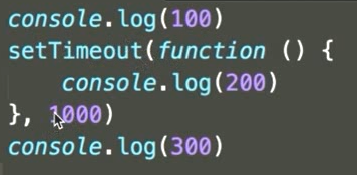 console.log(100)
setTimeout(function () {
    console.log(200)
}, 1000)
console.log(300)